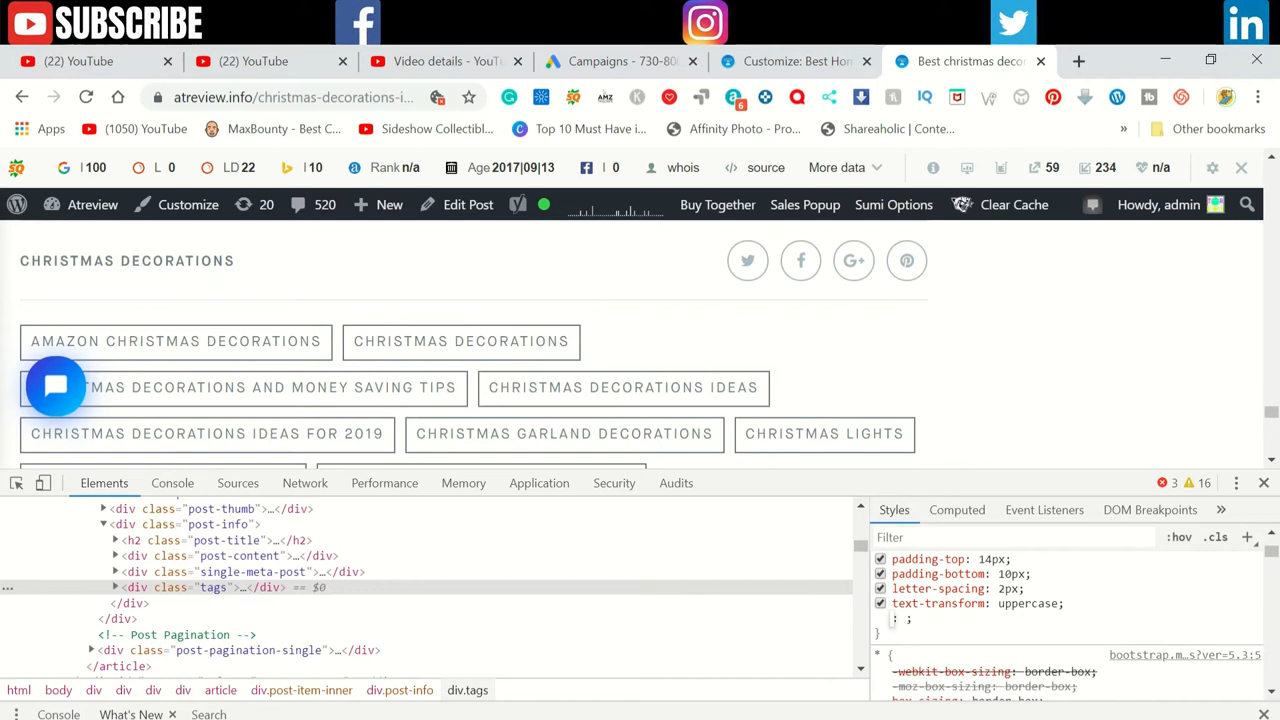 SUBSCRIBE
(22) YouTube
(22) YouTube
Video details - YouTu
Campaigns - 730-80
Customize: Best Hon
Best christmas decor
atreview.info/christmas-decorations-i...
Apps
(1050) YouTube
MaxBounty - Best C...
Sideshow Collectibl...
Top 10 Must Have i...
Affinity Photo - Pro...
Shareaholic | Conte...
»
Other bookmarks
I 100
L 0
LD 22
I 10
Rank n/a
Age 2017|09|13
I 0
whois
source
More data
59
234
n/a
Atreview
Customize
20
520
New
Edit Post
Buy Together
Sales Popup
Sumi Options
Clear Cache
Howdy, admin
CHRISTMAS DECORATIONS
AMAZON CHRISTMAS DECORATIONS
CHRISTMAS DECORATIONS
TMAS DECORATIONS AND MONEY SAVING TIPS
CHRISTMAS DECORATIONS IDEAS
CHRISTMAS DECORATIONS IDEAS FOR 2019
CHRISTMAS GARLAND DECORATIONS
CHRISTMAS LIGHTS
Elements
Console
Sources
Network
Performance
Memory
Application
Security
Audits
3
16
<div class="post-thumb">…</div>
<div class="post-info">
<h2 class="post-title">…</h2>
<div class="post-content">…</div>
<div class="single-meta-post">…</div>
<div class="tags">…</div> == $0
</div>
</div>
<!-- Post Pagination -->
<div class="post-pagination-single">…</div>
</article>
html body div div div article div.post-item-inner div.post-info div.tags
Styles
Computed
Event Listeners
DOM Breakpoints
»
Filter
:hov .cls +
padding-top: 14px;
padding-bottom: 10px;
letter-spacing: 2px;
text-transform: uppercase;
: ;
}
* {
bootstrap.m…s?ver=5.3:5
-webkit-box-sizing: border-box;
-moz-box-sizing: border-box;
box-sizing: border-box;
Console
What's New
Search